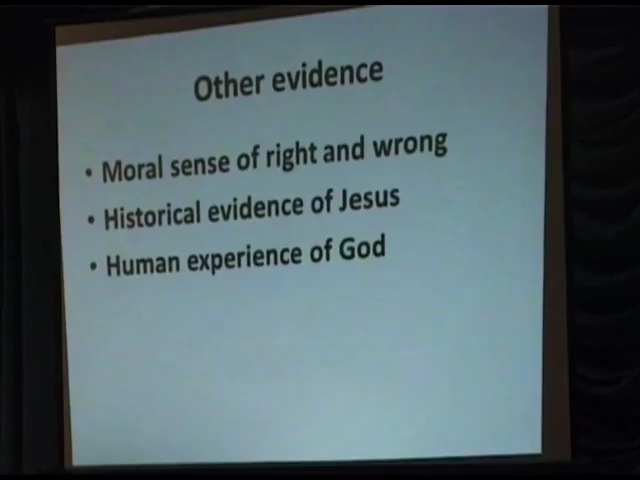 Other evidence
• Moral sense of right and wrong
• Historical evidence of Jesus
• Human experience of God